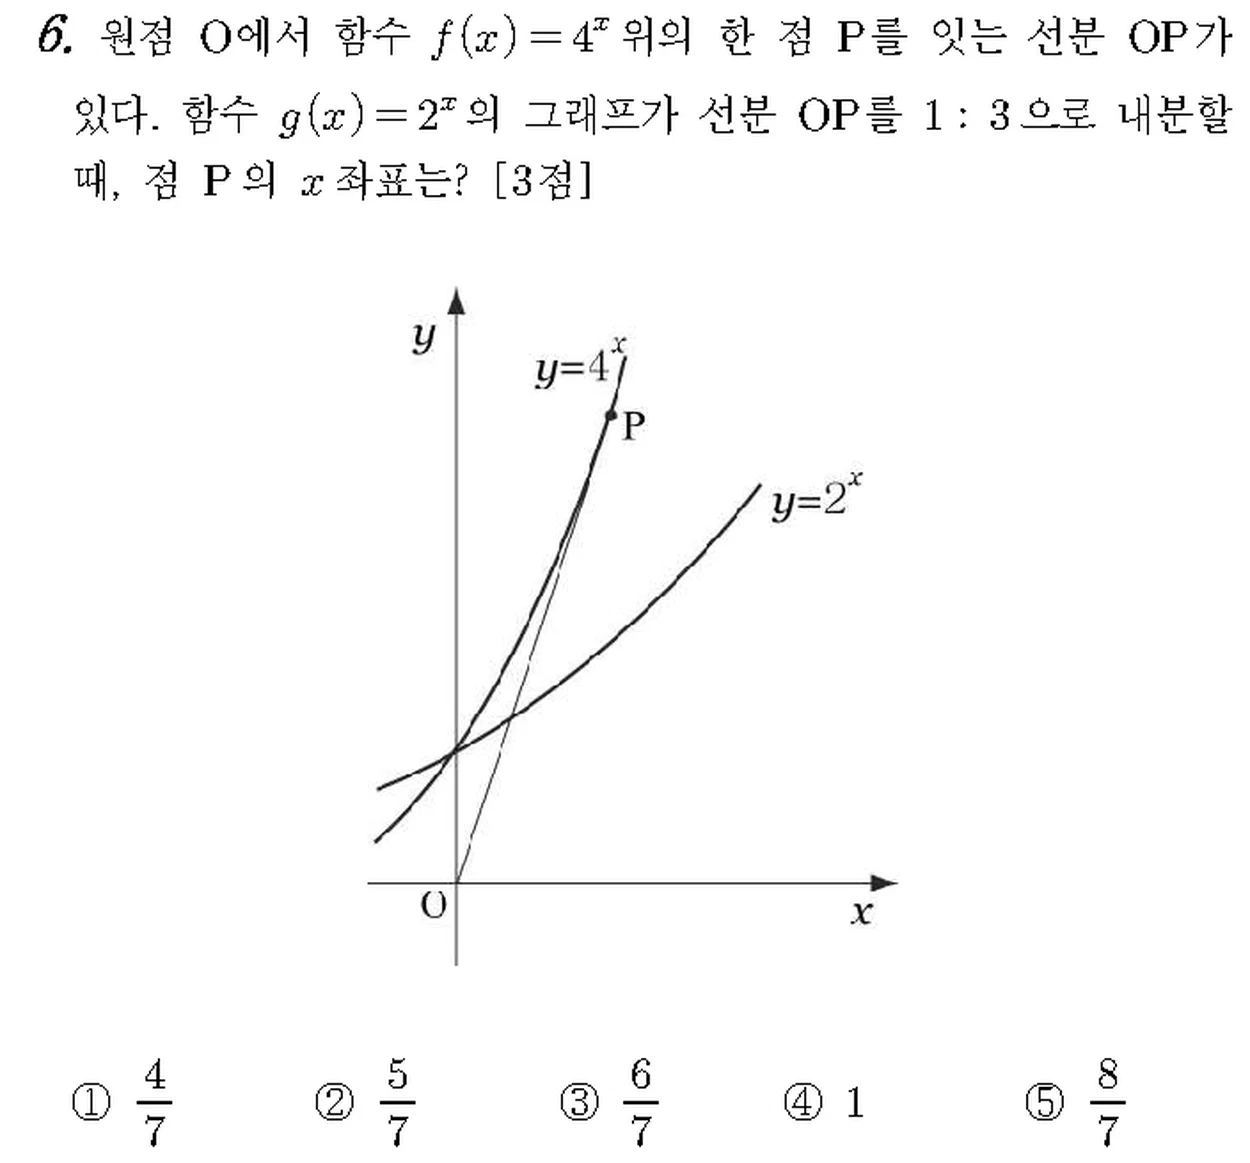 6. 원점 O에서 함수 f(x)=4^x 위의 한 점 P를 잇는 선분 OP가
있다. 함수 g(x)=2^x의 그래프가 선분 OP를 1 : 3으로 내분할
때, 점 P의 x좌표는? [3점]
y
y=4^x
P
y=2^x
O
x
① 4/7 ② 5/7 ③ 6/7 ④ 1 ⑤ 8/7